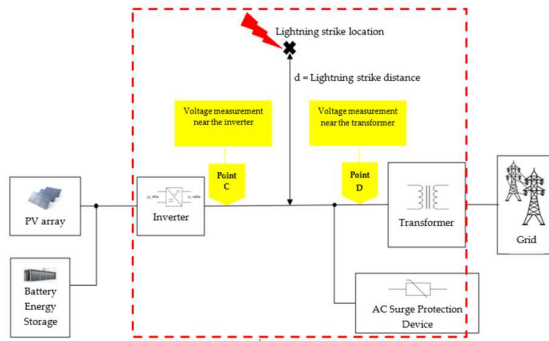 Lightning strike location
d = Lightning strike distance
Voltage measurement
near the inverter
Voltage measurement
near the transformer
Point
C
Point
D
PV array
Inverter
Transformer
Grid
Battery
Energy
Storage
AC Surge Protection
Device